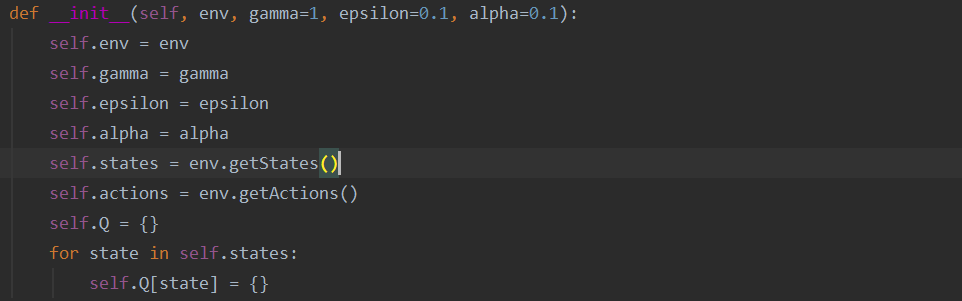 def __init__(self, env, gamma=1, epsilon=0.1, alpha=0.1):
    self.env = env
    self.gamma = gamma
    self.epsilon = epsilon
    self.alpha = alpha
    self.states = env.getStates()
    self.actions = env.getActions()
    self.Q = {}
    for state in self.states:
        self.Q[state] = {}